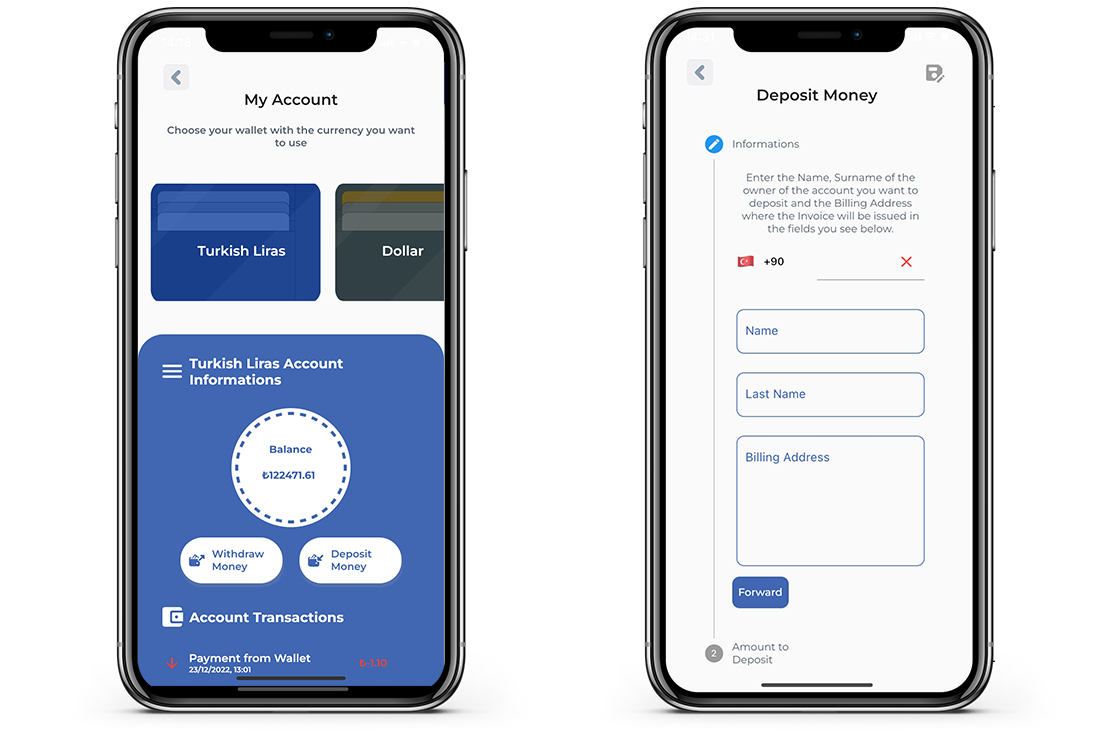 My Account
Choose your wallet with the currency you want
to use
Turkish Liras
Dollar
Turkish Liras Account
Informations
Balance
₺122471.61
Withdraw
Money
Deposit
Money
Account Transactions
Payment from Wallet
23/12/2022, 13:01
₺-1.10
Deposit Money
Informations
Enter the Name, Surname of the
owner of the account you want to
deposit and the Billing Address
where the Invoice will be issued in
the fields you see below.
+90
Name
Last Name
Billing Address
Forward
2
Amount to
Deposit